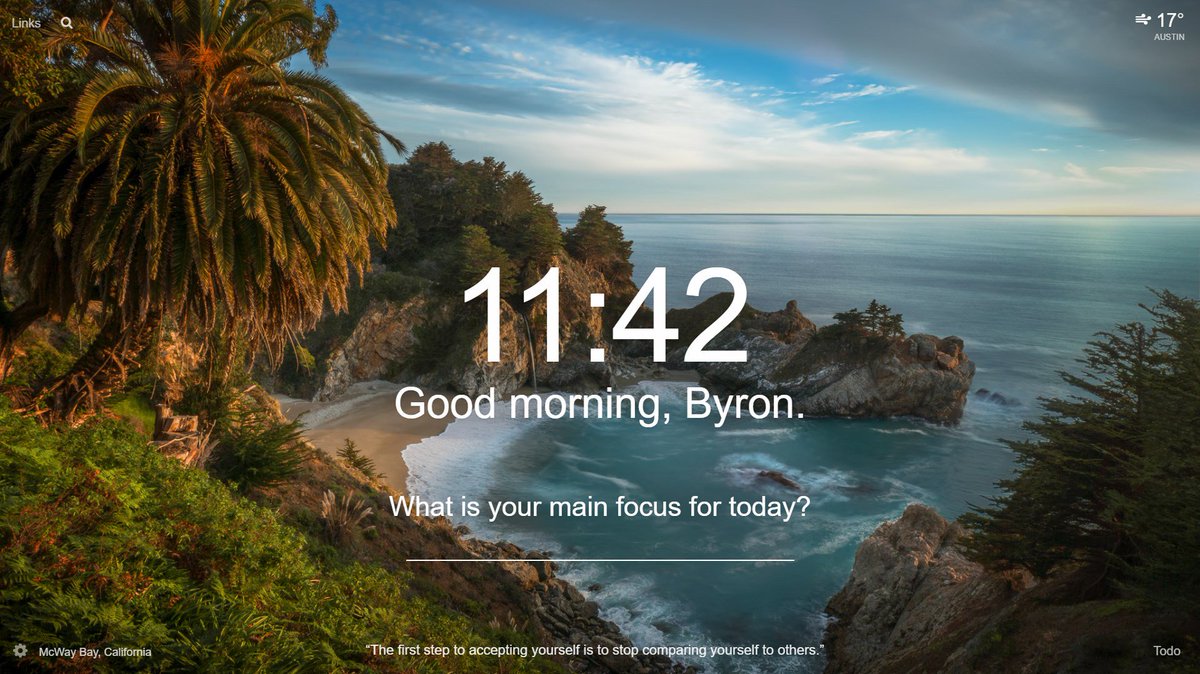 Links
17°
AUSTIN
11:42
Good morning, Byron.
What is your main focus for today?
McWay Bay, California
“The first step to accepting yourself is to stop comparing yourself to others.”
Todo